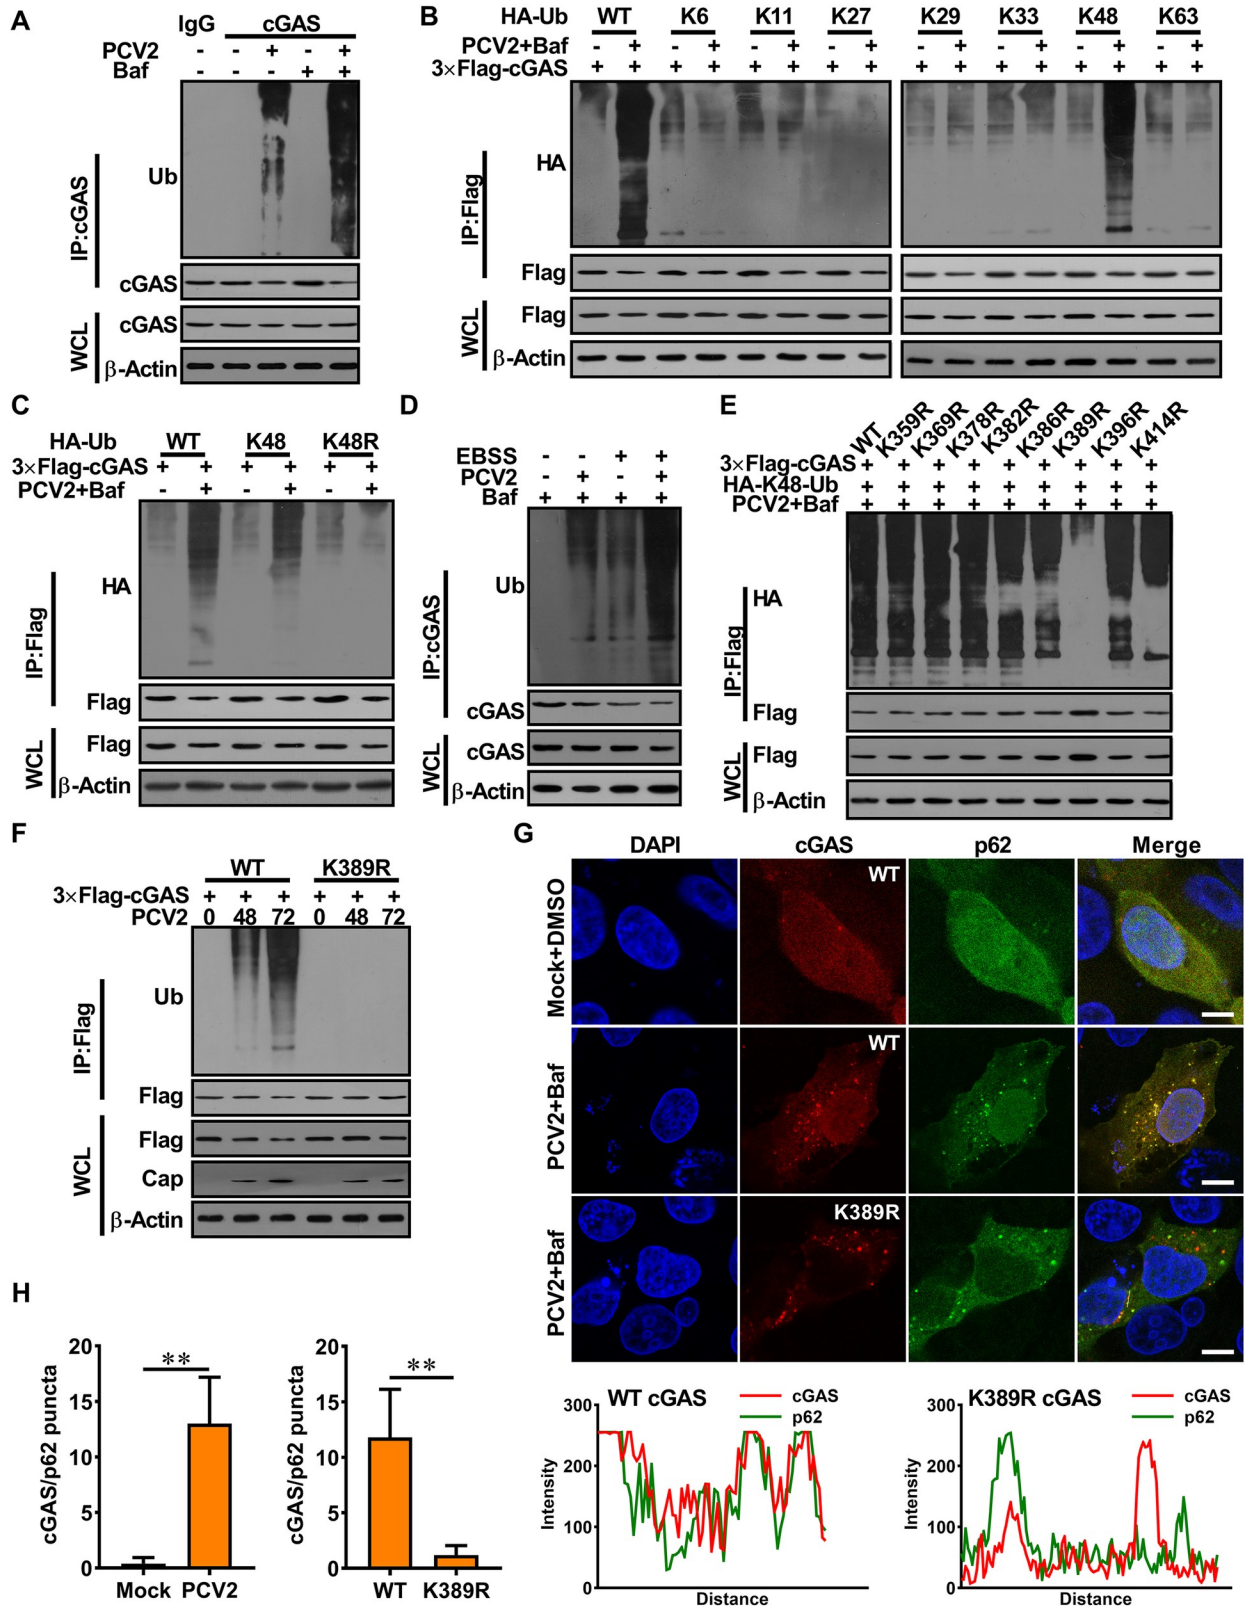 A
IgG cGAS
PCV2 - - + - +
Baf - - - + +
IP:cGAS
Ub
cGAS
WCL
cGAS
β-Actin
B
HA-Ub WT K6 K11 K27 K29 K33 K48 K63
PCV2+Baf - + - + - + - + - + - + - + - +
3×Flag-cGAS + + + + + + + + + + + + + + + +
IP:Flag
HA
Flag
WCL
Flag
β-Actin
C
HA-Ub WT K48 K48R
3×Flag-cGAS + + + + + +
PCV2+Baf - + - + - +
IP:Flag
HA
Flag
WCL
Flag
β-Actin
D
EBSS - - + +
PCV2 - + - +
Baf + + + +
IP:cGAS
Ub
cGAS
WCL
cGAS
β-Actin
E
WT K359R K369R K378R K382R K386R K389R K396R K414R
3×Flag-cGAS + + + + + + + + +
HA-K48-Ub + + + + + + + + +
PCV2+Baf + + + + + + + + +
IP:Flag
HA
Flag
WCL
Flag
β-Actin
F
WT K389R
3×Flag-cGAS + + + + + +
PCV2 0 48 72 0 48 72
IP:Flag
Ub
Flag
WCL
Flag
Cap
β-Actin
G
DAPI cGAS p62 Merge
Mock+DMSO
WT
PCV2+Baf
WT
PCV2+Baf
K389R
WT cGAS
cGAS
p62
300
200
100
0
Intensity
Distance
K389R cGAS
cGAS
p62
300
200
100
0
Intensity
Distance
H
cGAS/p62 puncta
20
15
10
5
0
**
Mock PCV2
cGAS/p62 puncta
20
15
10
5
0
**
WT K389R